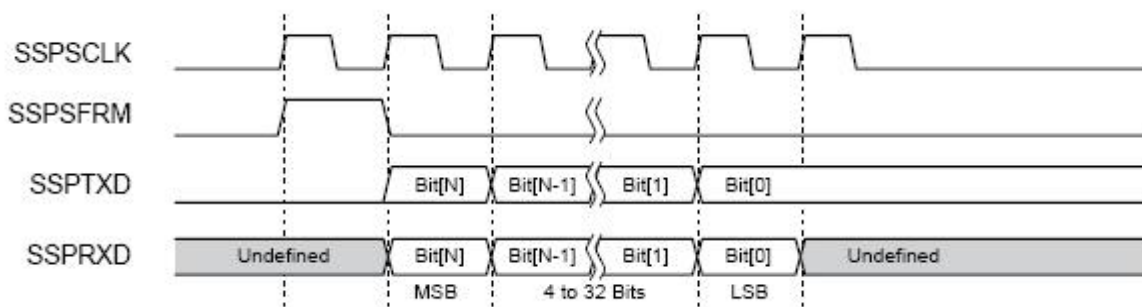 SSPSCLK
SSPSFRM
SSPTXD Bit[N] Bit[N-1] Bit[1] Bit[0]
SSPRXD Undefined Bit[N] Bit[N-1] Bit[1] Bit[0] Undefined
MSB 4 to 32 Bits LSB